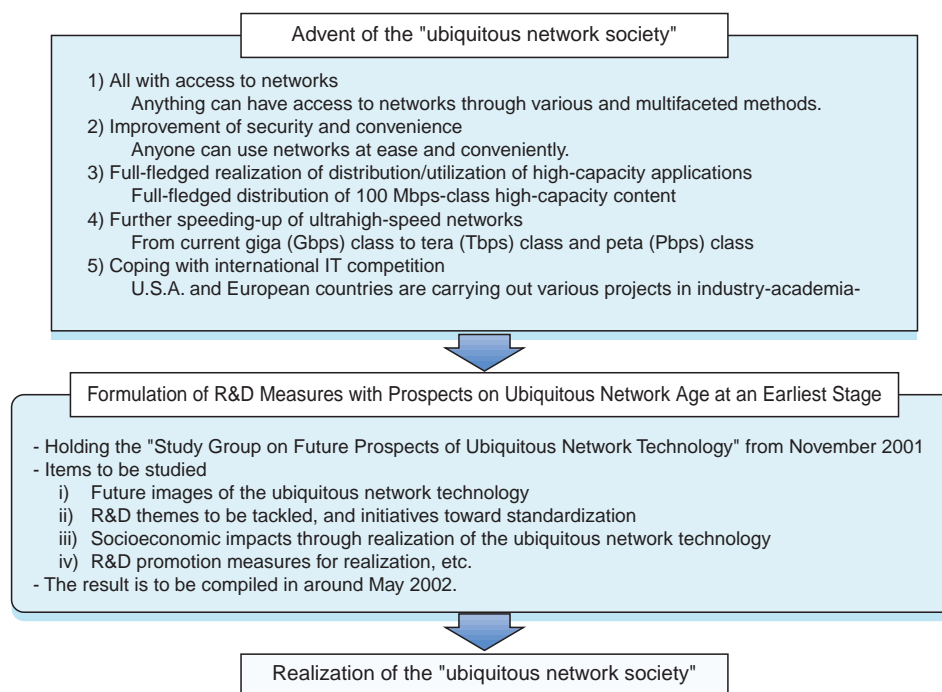 Advent of the "ubiquitous network society"
1) All with access to networks
Anything can have access to networks through various and multifaceted methods.
2) Improvement of security and convenience
Anyone can use networks at ease and conveniently.
3) Full-fledged realization of distribution/utilization of high-capacity applications
Full-fledged distribution of 100 Mbps-class high-capacity content
4) Further speeding-up of ultrahigh-speed networks
From current giga (Gbps) class to tera (Tbps) class and peta (Pbps) class
5) Coping with international IT competition
U.S.A. and European countries are carrying out various projects in industry-academia-
Formulation of R&D Measures with Prospects on Ubiquitous Network Age at an Earliest Stage
- Holding the "Study Group on Future Prospects of Ubiquitous Network Technology" from November 2001
- Items to be studied
i) Future images of the ubiquitous network technology
ii) R&D themes to be tackled, and initiatives toward standardization
iii) Socioeconomic impacts through realization of the ubiquitous network technology
iv) R&D promotion measures for realization, etc.
- The result is to be compiled in around May 2002.
Realization of the "ubiquitous network society"